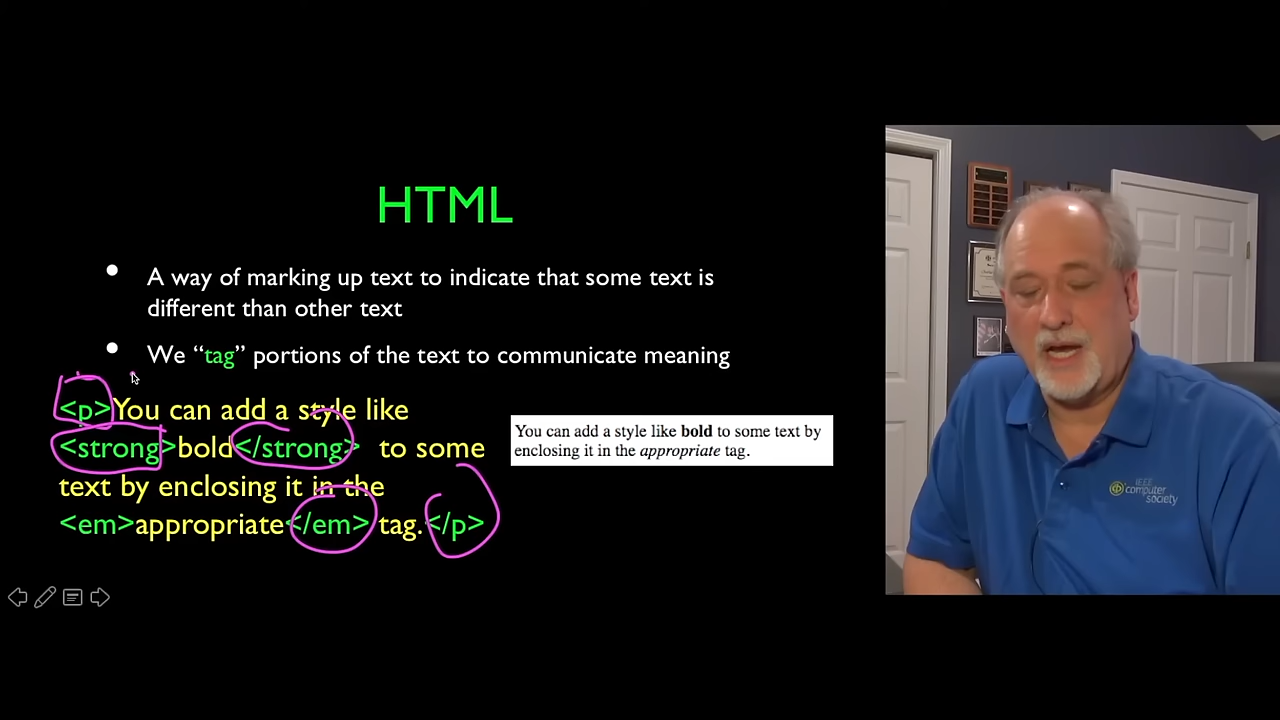 HTML
• A way of marking up text to indicate that some text is
different than other text
• We “tag” portions of the text to communicate meaning
<p>You can add a style like
<strong>bold</strong> to some
text by enclosing it in the
<em>appropriate</em> tag.</p>
You can add a style like bold to some text by
enclosing it in the appropriate tag.
IEEE
computer
society